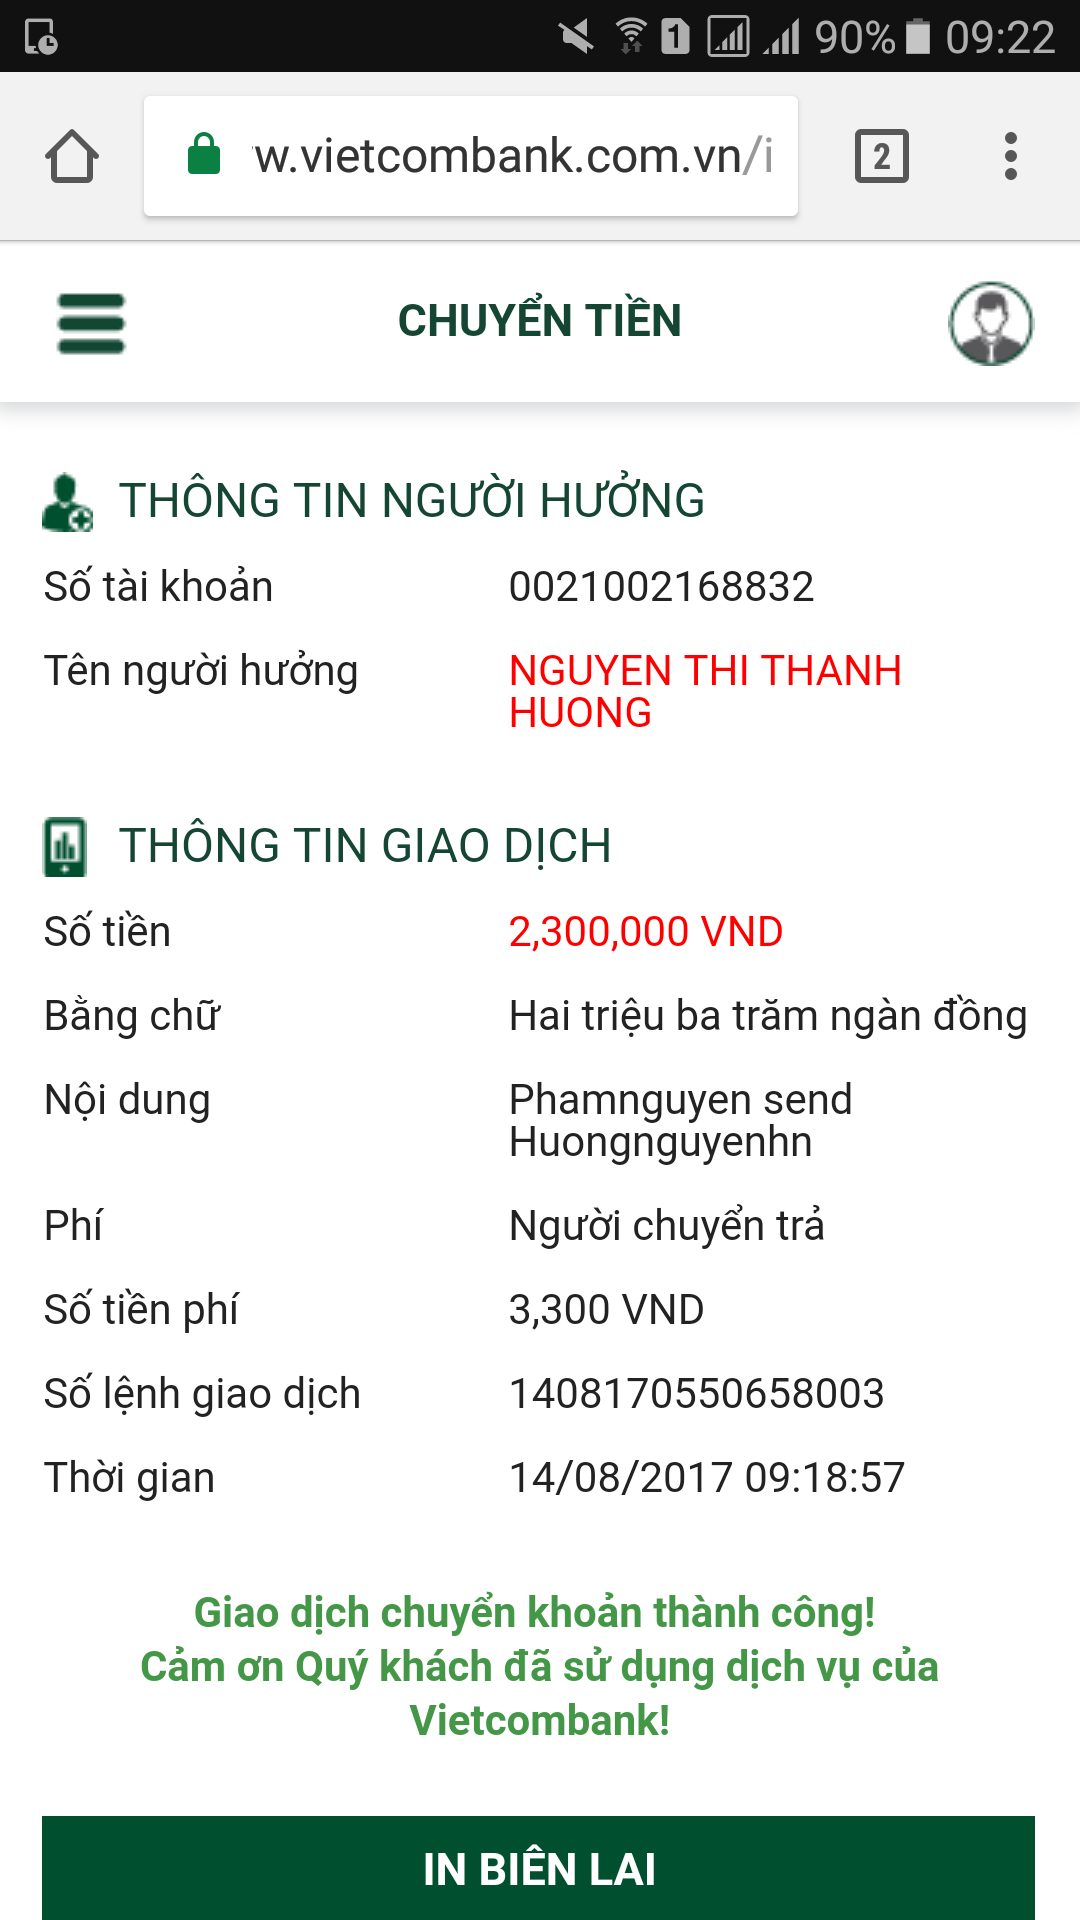 1 90% 09:22
w.vietcombank.com.vn/i 2
CHUYỂN TIỀN
THÔNG TIN NGƯỜI HƯỞNG
Số tài khoản 0021002168832
Tên người hưởng NGUYEN THI THANH
HUONG
THÔNG TIN GIAO DỊCH
Số tiền 2,300,000 VND
Bằng chữ Hai triệu ba trăm ngàn đồng
Nội dung Phamnguyen send
Huongnguyenhn
Phí Người chuyển trả
Số tiền phí 3,300 VND
Số lệnh giao dịch 1408170550658003
Thời gian 14/08/2017 09:18:57
Giao dịch chuyển khoản thành công!
Cảm ơn Quý khách đã sử dụng dịch vụ của
Vietcombank!
IN BIÊN LAI